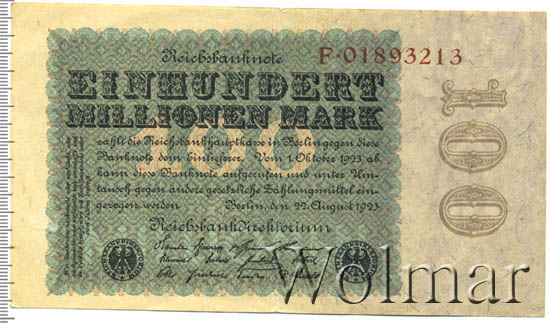 Reichsbanknote
F·01893213
EINHUNDERT
MILLIONEN MARK
100
zahlt die Reichsbankhauptkasse in Berlin gegen diese
Banknote dem Einlieferer. Vom 1. Oktober 1923 ab
kann diese Banknote aufgerufen und unter Um-
tausch gegen andere gesetzliche Zahlungsmittel ein-
gezogen werden
Berlin, den 22. August 1923
Reichsbankdirektorium
100
Wolmar